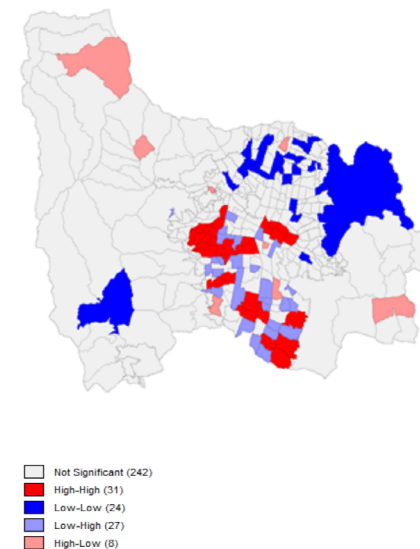 Not Significant (242)
High-High (31)
Low-Low (24)
Low-High (27)
High-Low (8)